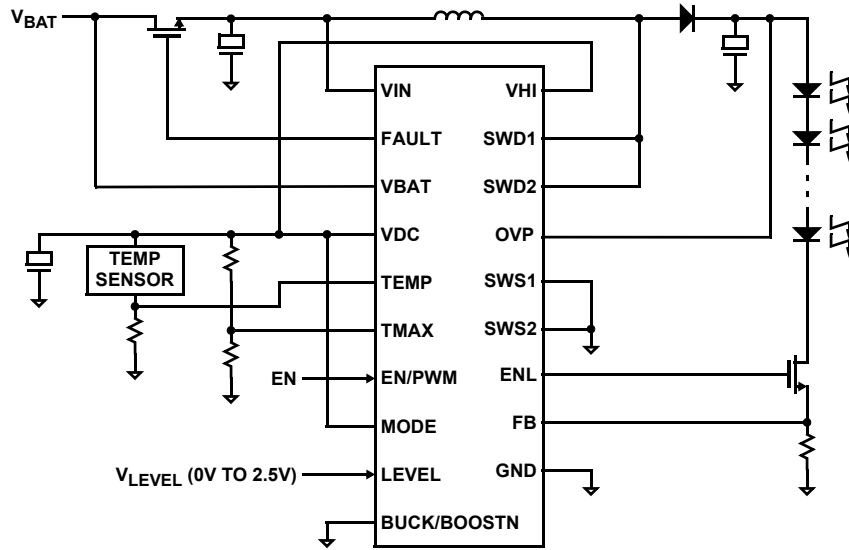 VBAT
VIN VHI
FAULT SWD1
VBAT SWD2
VDC OVP
TEMP
SENSOR
TEMP SWS1
TMAX SWS2
EN EN/PWM ENL
MODE FB
VLEVEL (0V TO 2.5V) LEVEL GND
BUCK/BOOSTN